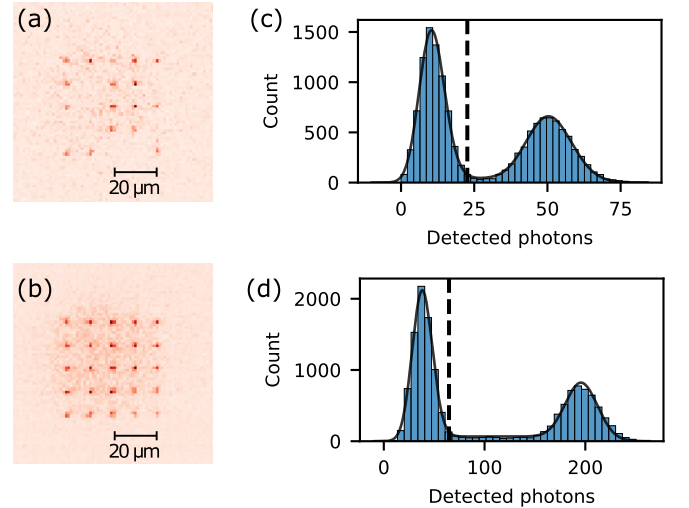 (a)
20 μm
(b)
20 μm
(c)
1500
1000
500
0
Count
0 25 50 75
Detected photons
(d)
2000
1000
0
Count
0 100 200
Detected photons